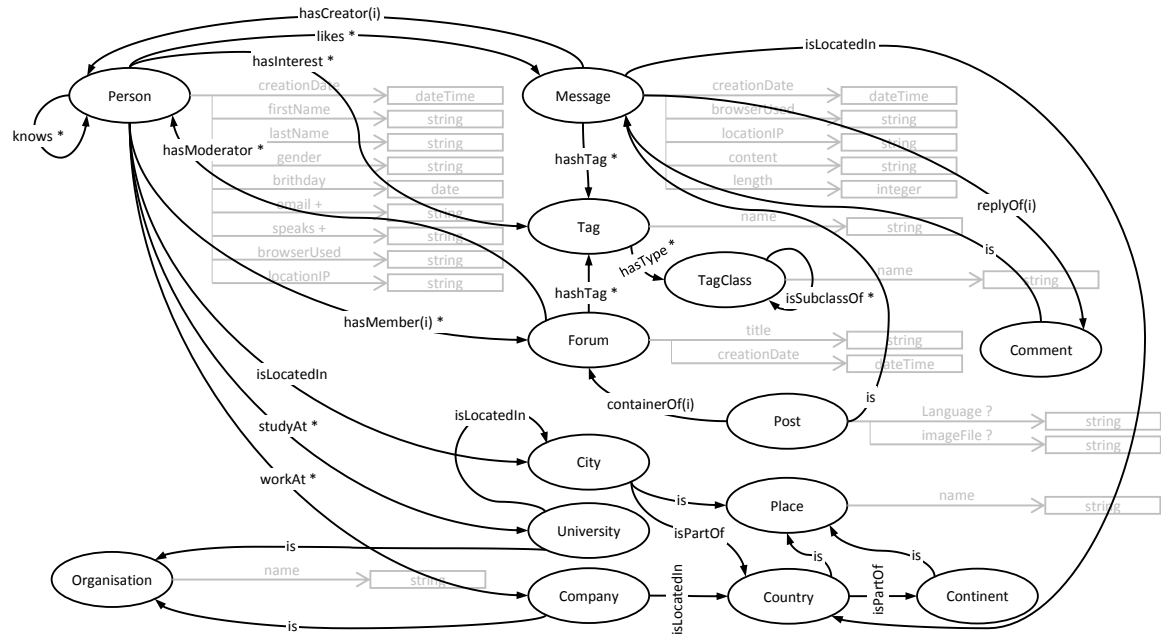 hasCreator(i)
likes *
isLocatedIn
hasInterest *
creationDate
creationDate
Person
dateTime
Message
dateTime
firstName
string
browserUsed
string
knows *
hasModerator *
lastName
string
locationIP
string
gender
string
hashTag *
content
string
brithday
date
length
integer
email +
string
replyOf(i)
speaks +
string
Tag
name
string
is
browserUsed
string
hasType *
locationIP
string
TagClass
name
string
hashTag *
isSubclassOf *
hasMember(i) *
Forum
title
string
creationDate
dateTime
Comment
isLocatedIn
containerOf(i)
is
isLocatedIn
Post
Language ?
string
studyAt *
imageFile ?
string
City
workAt *
is
Place
name
string
University
isPartOf
is
is
is
Organisation
name
string
Company
isLocatedIn
Country
isPartOf
Continent
is